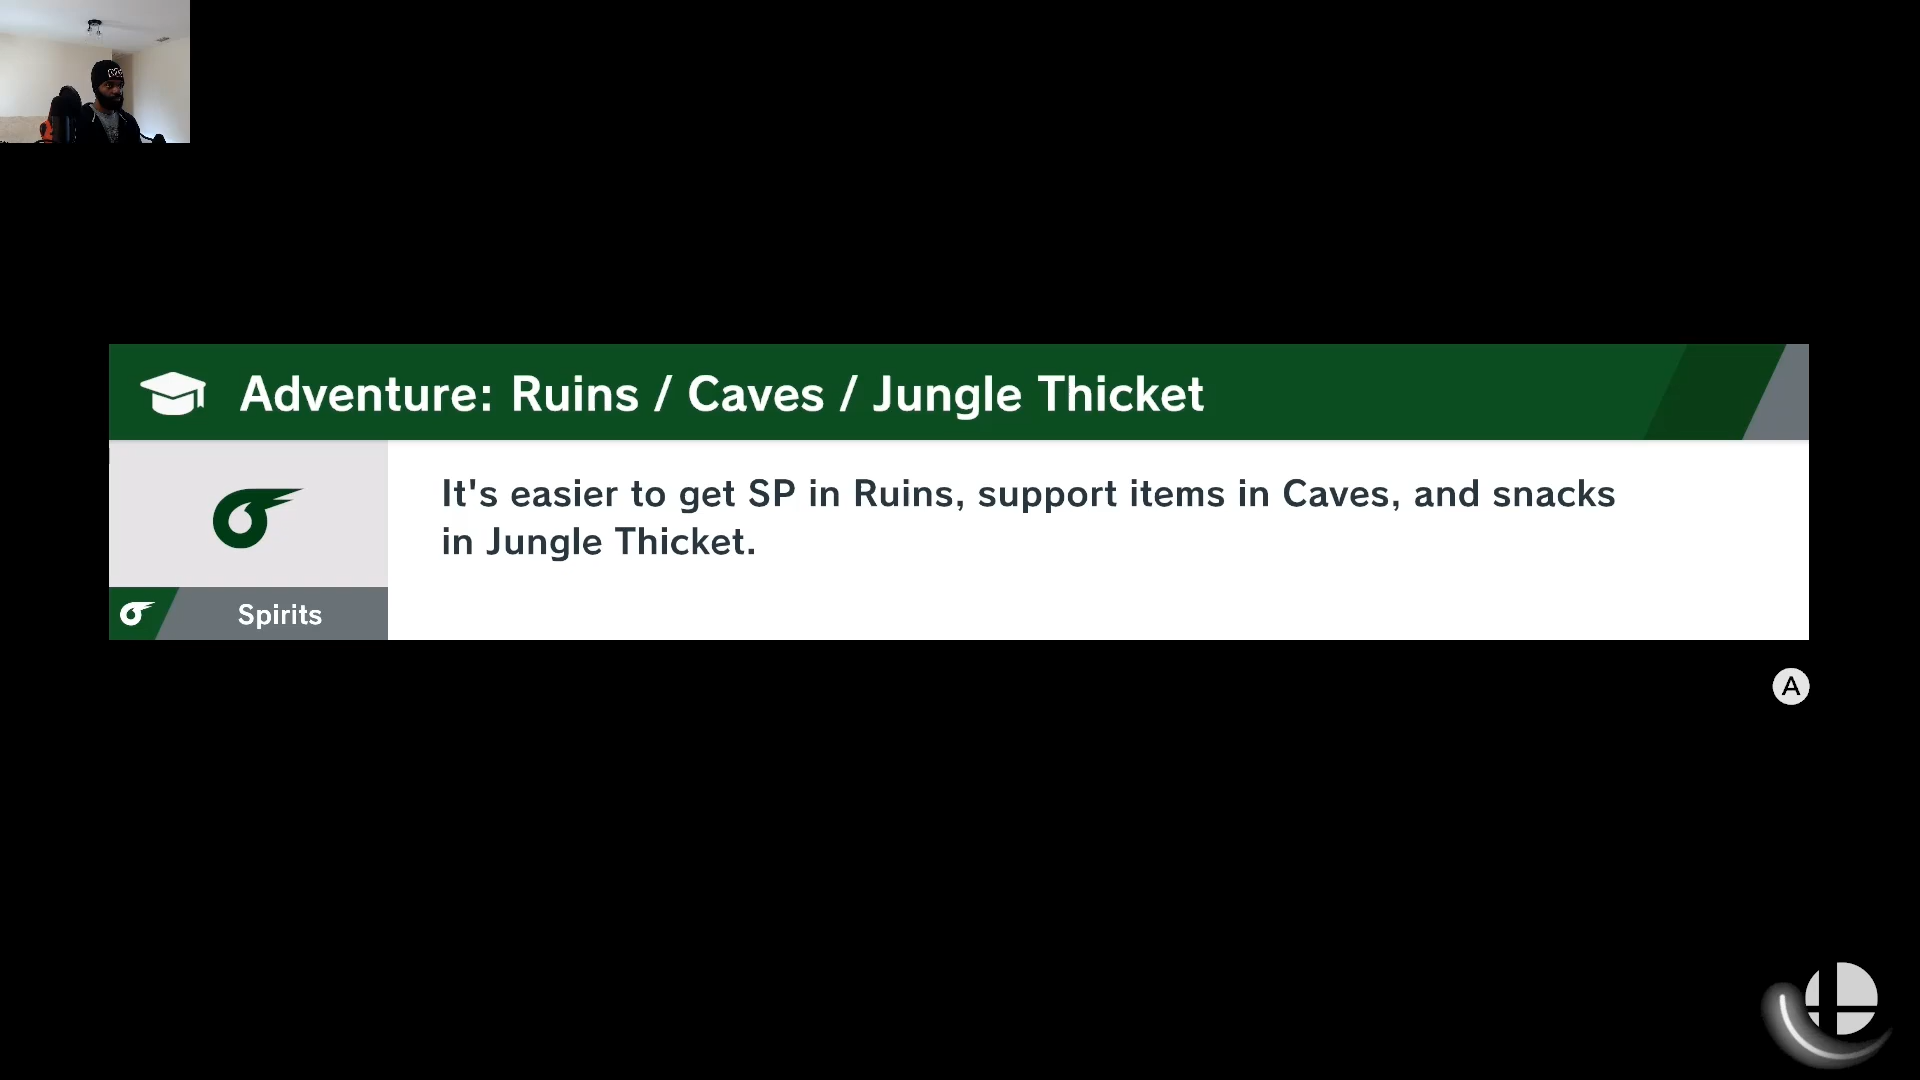 Adventure: Ruins / Caves / Jungle Thicket
It's easier to get SP in Ruins, support items in Caves, and snacks
in Jungle Thicket.
Spirits
A